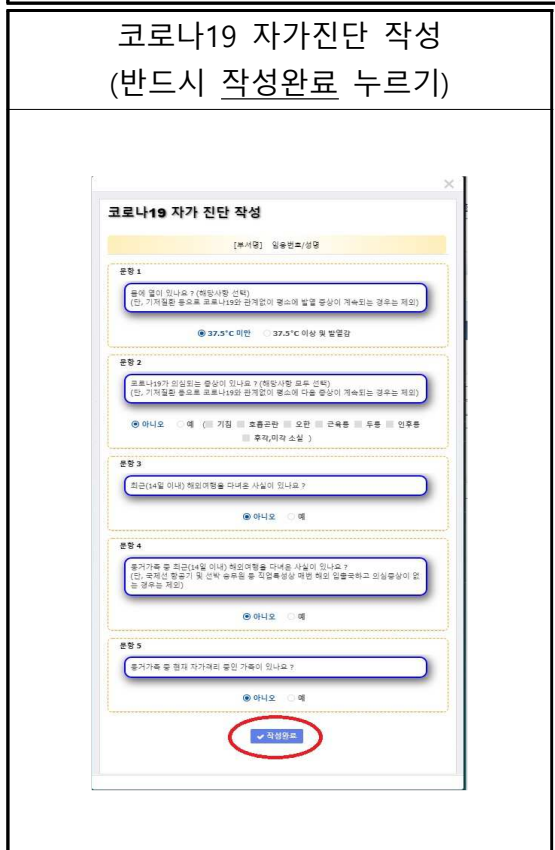 코로나19 자가진단 작성
(반드시 작성완료 누르기)
코로나19 자가 진단 작성
[부서명] 임용번호/성명
문항 1
몸에 열이 있나요 ? (해당사항 선택)
(단, 기저질환 등으로 코로나19와 관계없이 평소에 발열 증상이 계속되는 경우는 제외)
37.5°C 미만 37.5°C 이상 및 발열감
문항 2
코로나19가 의심되는 증상이 있나요 ? (해당사항 모두 선택)
(단, 기저질환 등으로 코로나19와 관계없이 평소에 다음 증상이 계속되는 경우는 제외)
아니오 예 ( 기침 호흡곤란 오한 근육통 두통 인후통
후각,미각 소실 )
문항 3
최근(14일 이내) 해외여행을 다녀온 사실이 있나요 ?
아니오 예
문항 4
동거가족 중 최근(14일 이내) 해외여행을 다녀온 사실이 있나요 ?
(단, 국제선 항공기 및 선박 승무원 등 직업특성상 매번 해외 입출국하고 의심증상이 없
는 경우는 제외)
아니오 예
문항 5
동거가족 중 현재 자가격리 중인 가족이 있나요 ?
아니오 예
작성완료